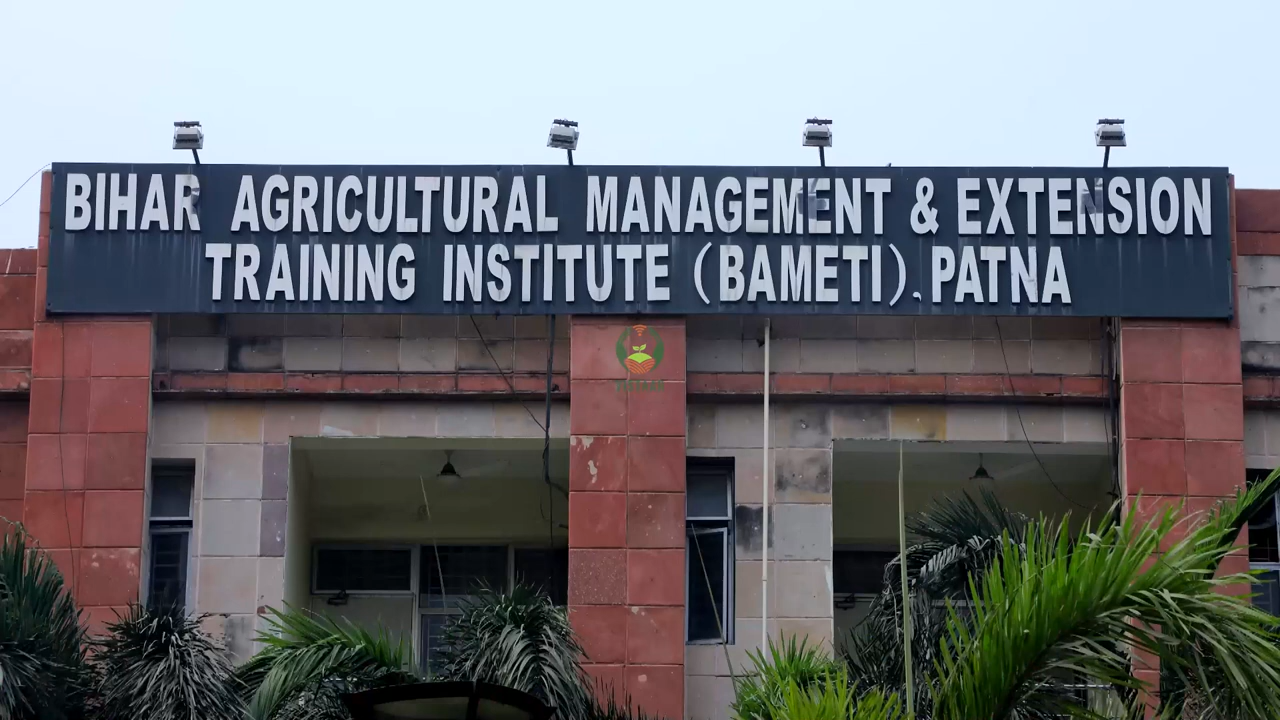 BIHAR AGRICULTURAL MANAGEMENT & EXTENSION
TRAINING INSTITUTE (BAMETI), PATNA